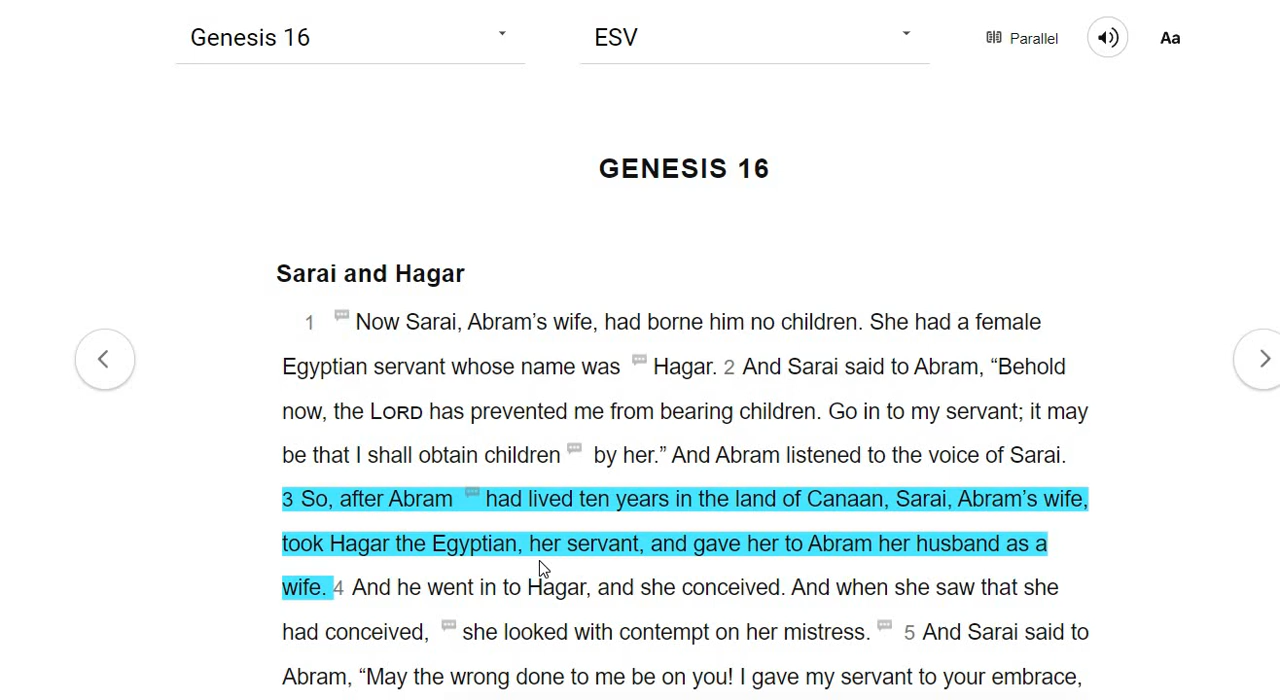 Genesis 16 ESV Parallel Aa
GENESIS 16
Sarai and Hagar
1 Now Sarai, Abram’s wife, had borne him no children. She had a female
Egyptian servant whose name was Hagar. 2 And Sarai said to Abram, “Behold
now, the LORD has prevented me from bearing children. Go in to my servant; it may
be that I shall obtain children by her.” And Abram listened to the voice of Sarai.
3 So, after Abram had lived ten years in the land of Canaan, Sarai, Abram’s wife,
took Hagar the Egyptian, her servant, and gave her to Abram her husband as a
wife. 4 And he went in to Hagar, and she conceived. And when she saw that she
had conceived, she looked with contempt on her mistress. 5 And Sarai said to
Abram, “May the wrong done to me be on you! I gave my servant to your embrace,